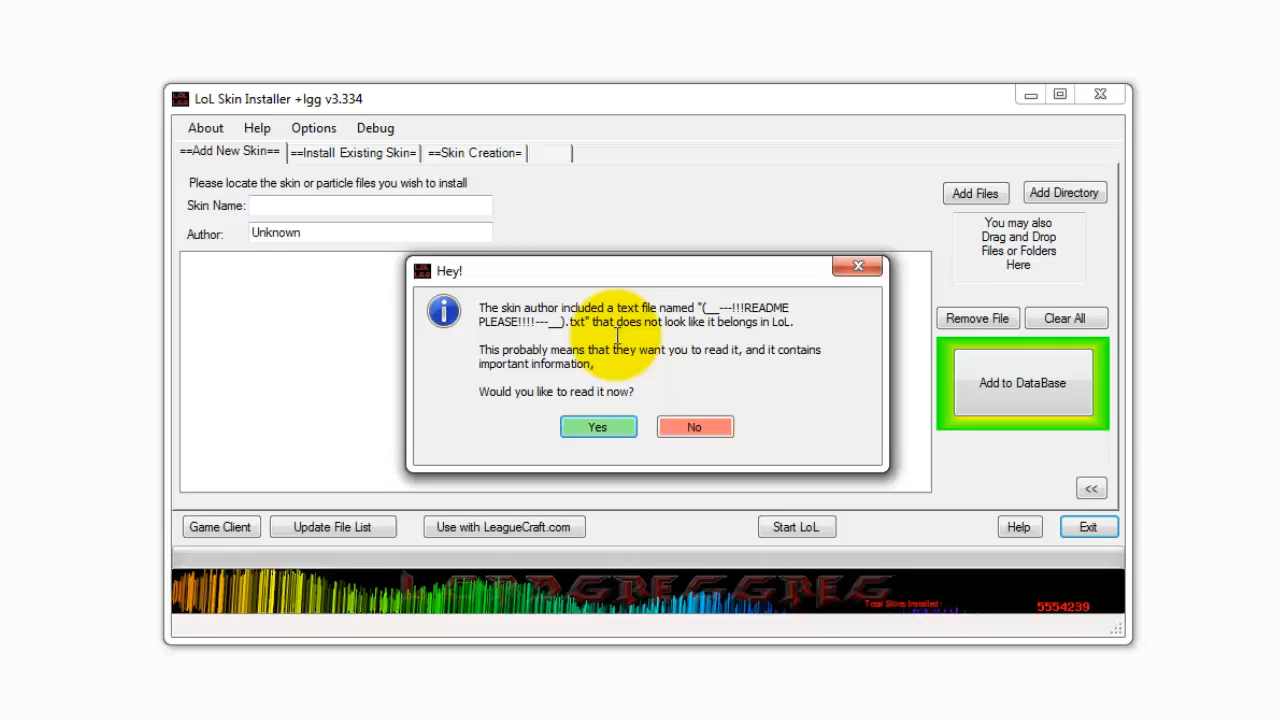 LoL Skin Installer +lgg v3.334
About Help Options Debug
==Add New Skin== ==Install Existing Skin= ==Skin Creation=
Please locate the skin or particle files you wish to install
Skin Name:
Author: Unknown
Add Files Add Directory
You may also
Drag and Drop
Files or Folders
Here
Hey!
The skin author included a text file named "(__---!!!README
PLEASE!!!!---__).txt" that does not look like it belongs in LoL.
This probably means that they want you to read it, and it contains
important information,
Would you like to read it now?
Yes No
Remove File Clear All
Add to DataBase
<<
Game Client Update File List Use with LeagueCraft.com Start LoL Help Exit
LORDAGREGGREG
Total Skins Installed : 5554239